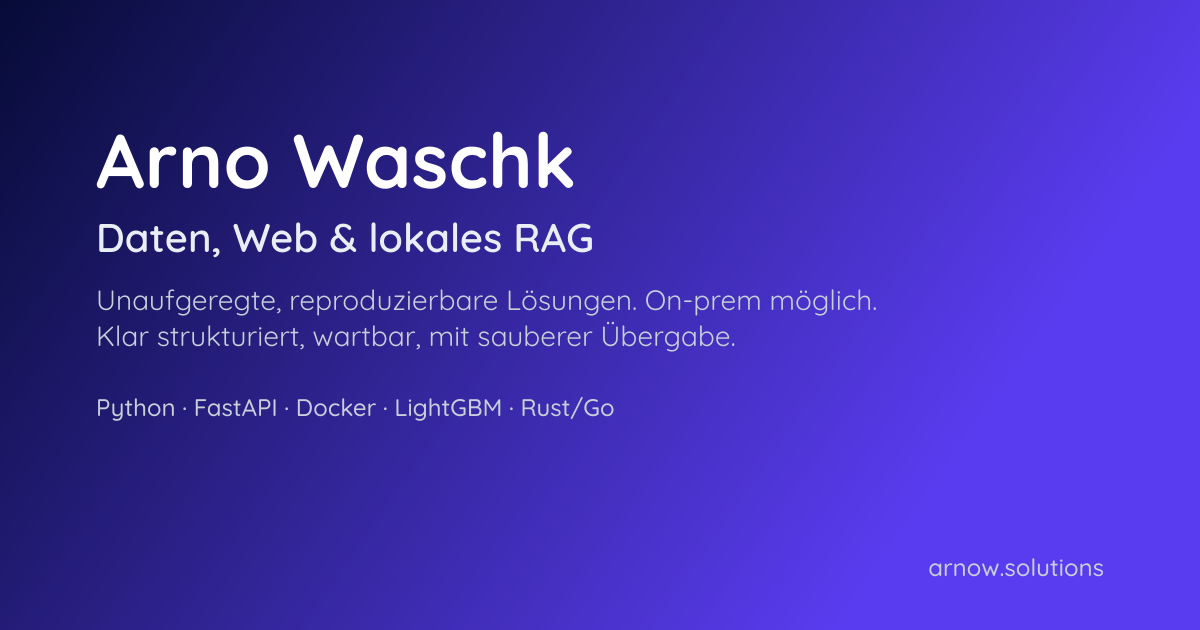 Arno Waschk
Daten, Web & lokales RAG
Unaufgeregte, reproduzierbare Lösungen. On-prem möglich.
Klar strukturiert, wartbar, mit sauberer Übergabe.
Python · FastAPI · Docker · LightGBM · Rust/Go
arnow.solutions